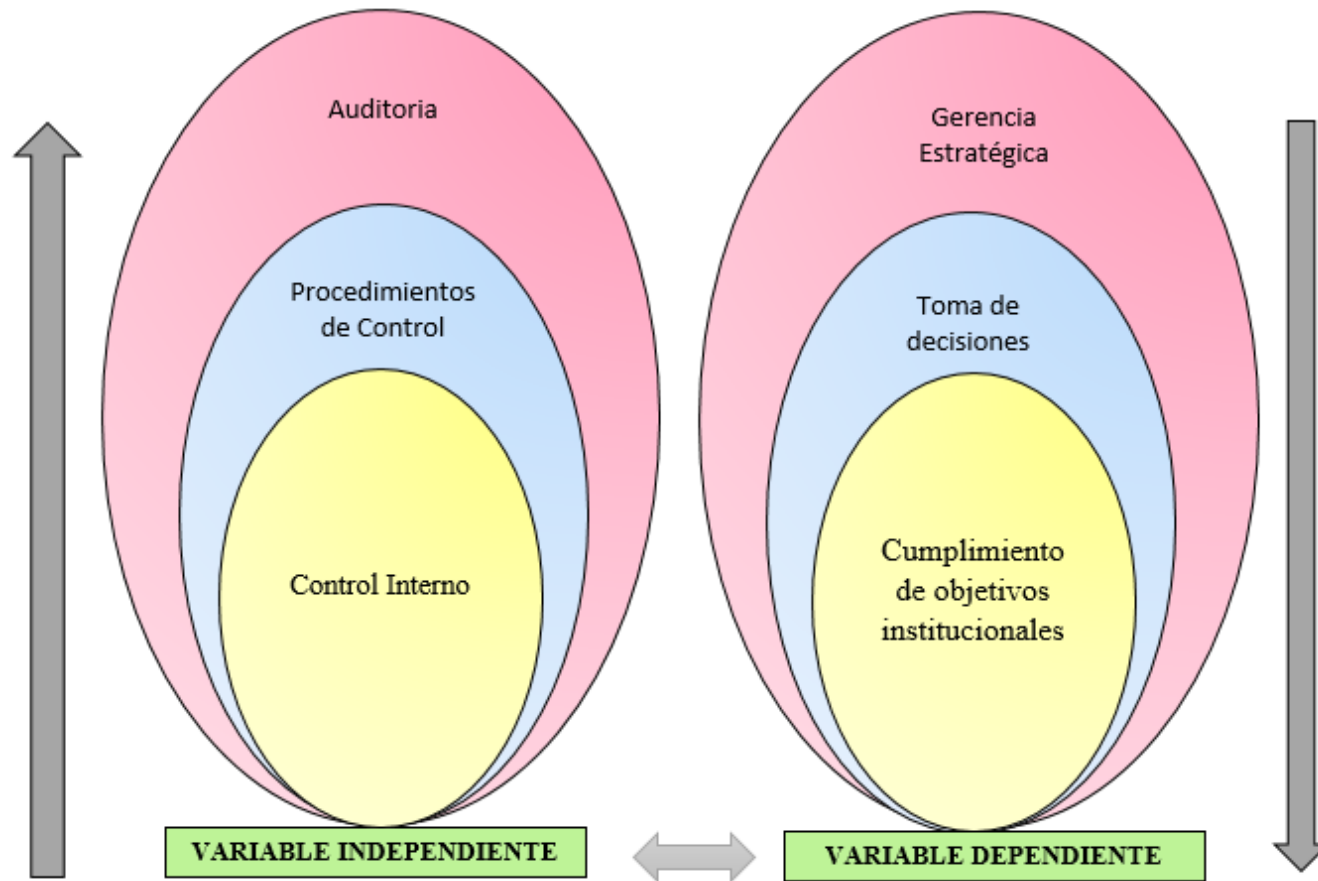 Auditoria
Procedimientos
de Control
Control Interno
VARIABLE INDEPENDIENTE
Gerencia
Estratégica
Toma de
decisiones
Cumplimiento
de objetivos
institucionales
VARIABLE DEPENDIENTE